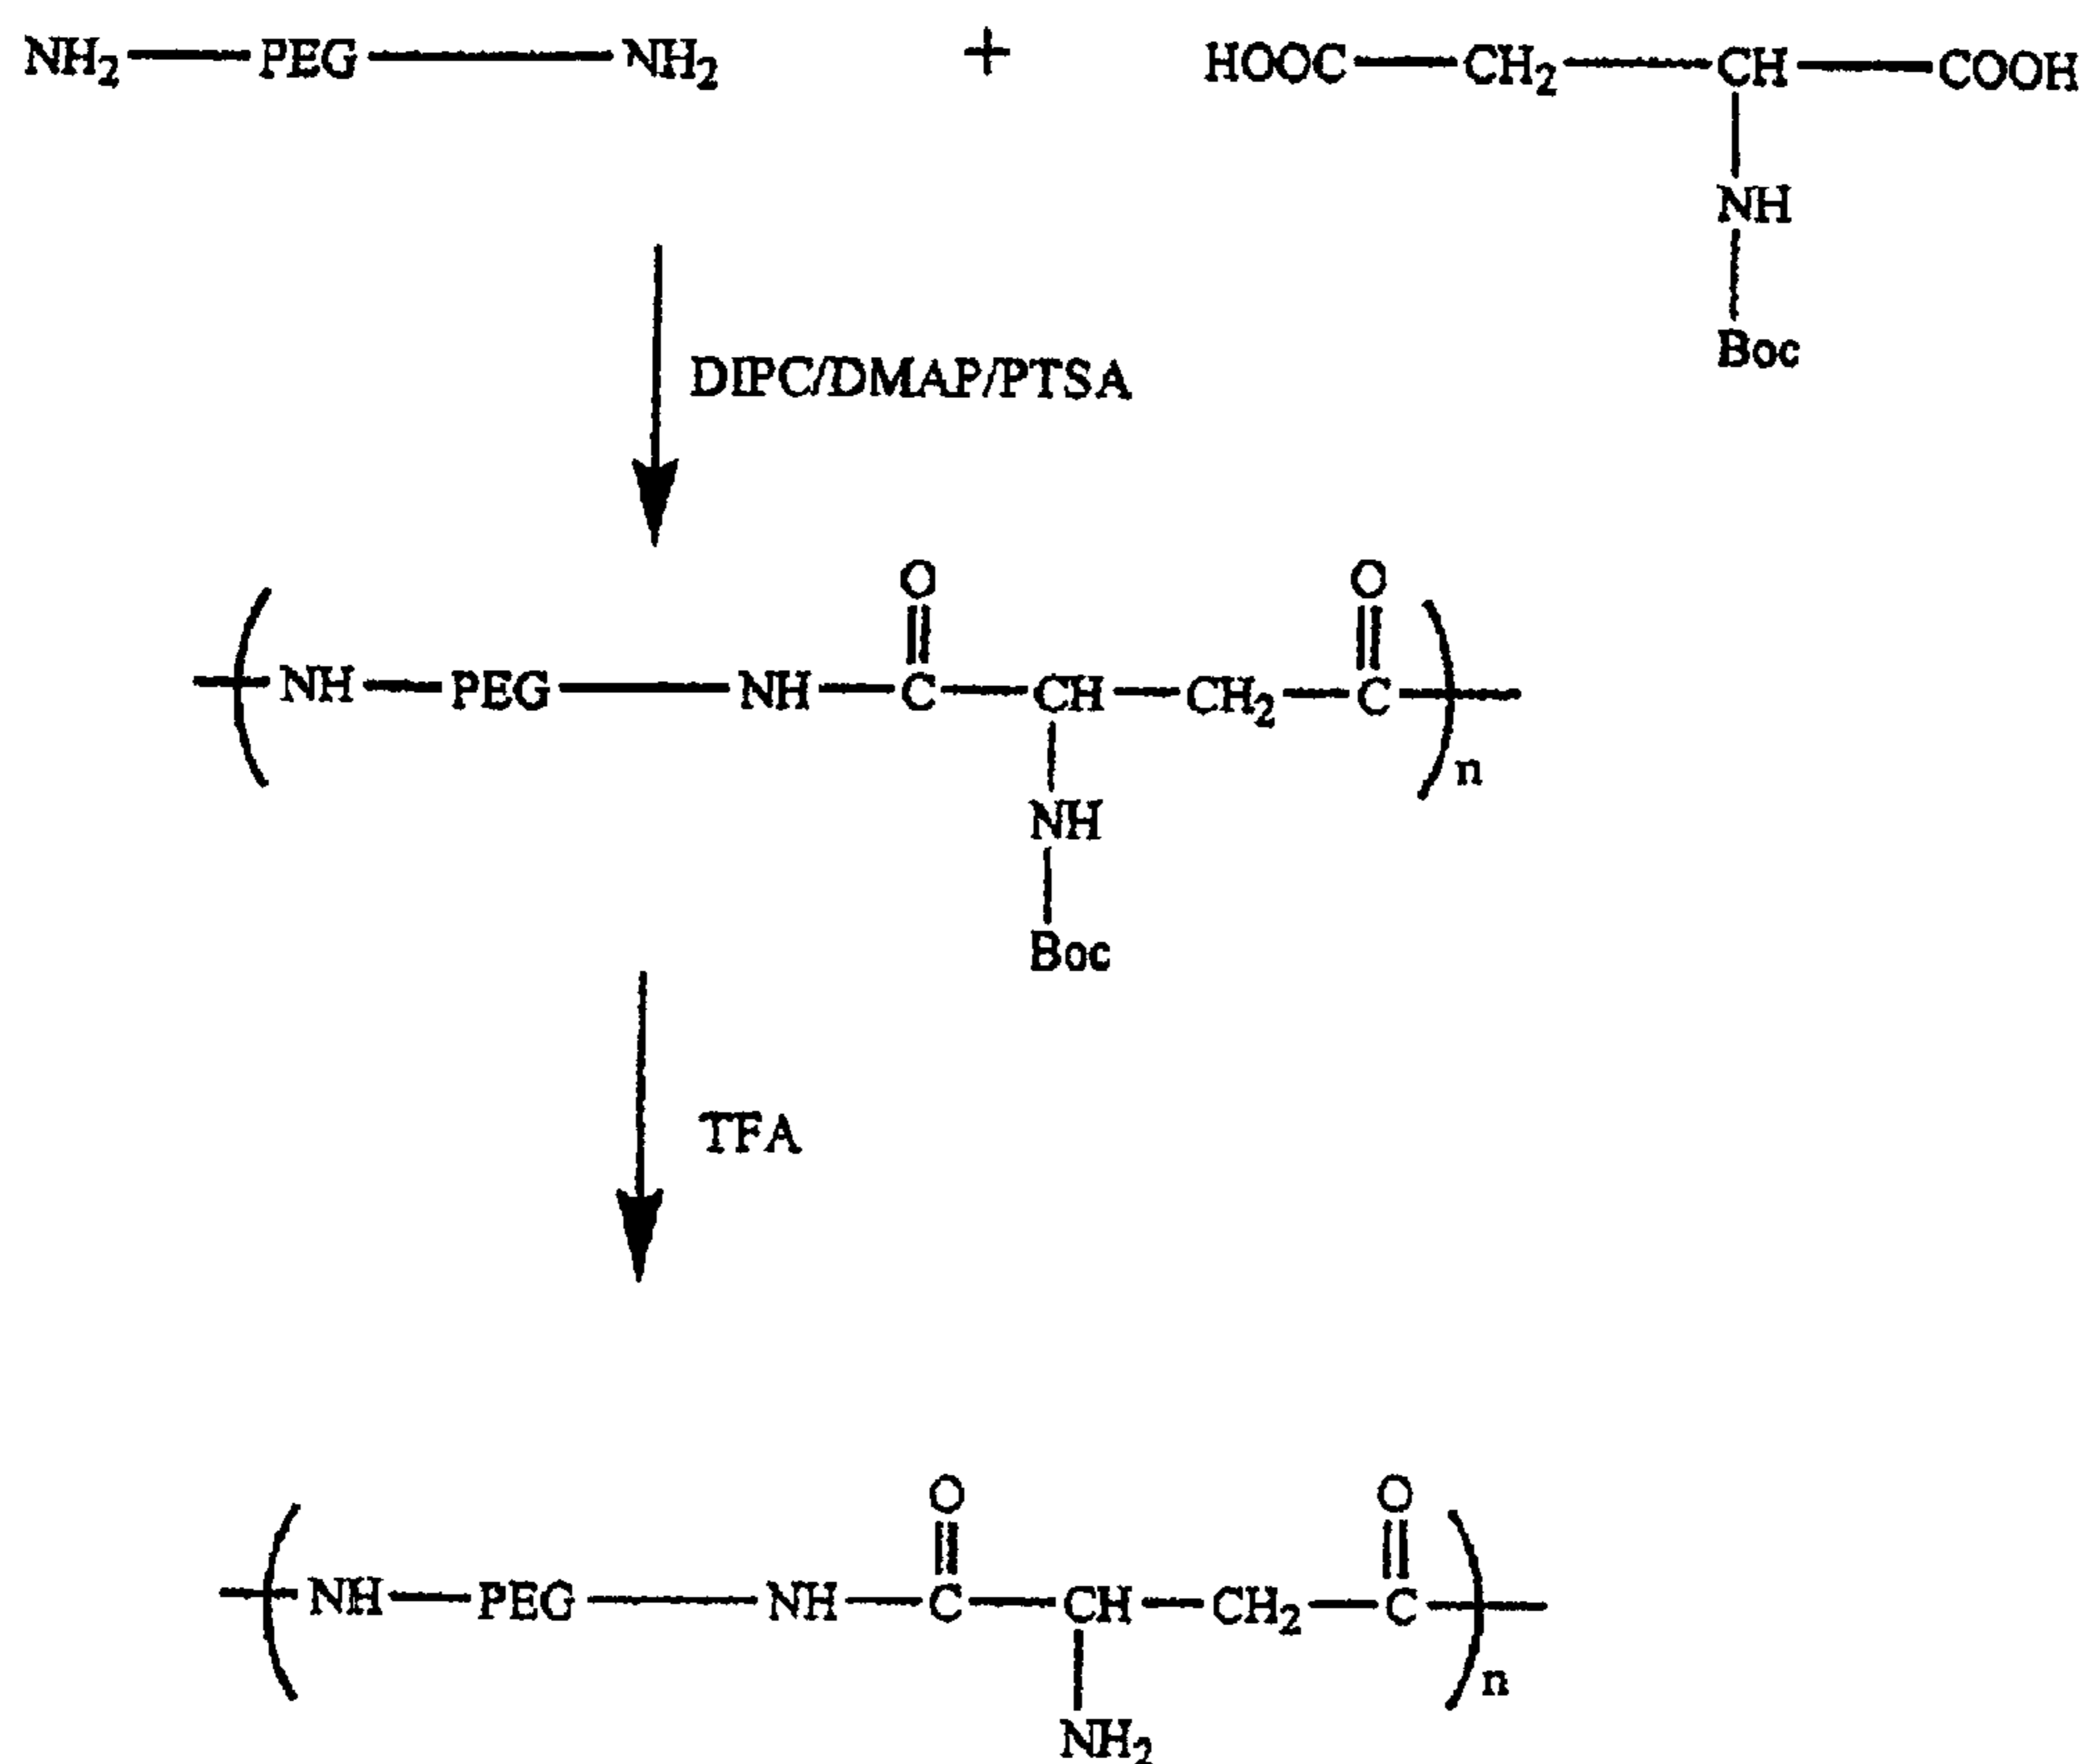 NH2 PEG NH2 + HOOC CH2 CH COOH
NH
Boc
DIPC/DMAP/PTSA
O O
NH PEG NH C CH CH2 C
n
NH
Boc
TFA
O O
NH PEG NH C CH CH2 C
n
NH2